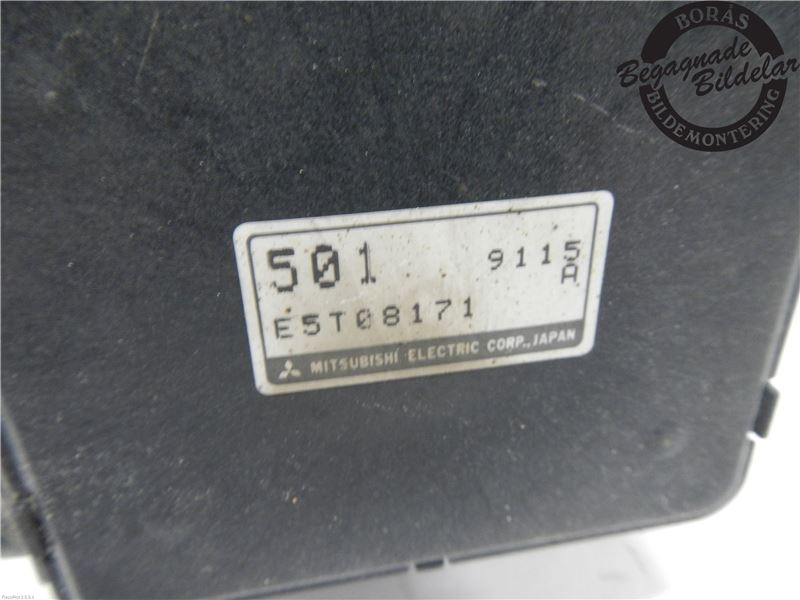 BORÅS
Begagnade
Bildelar
BILDEMONTERING
501 9115
A
E5T08171
MITSUBISHI ELECTRIC CORP., JAPAN